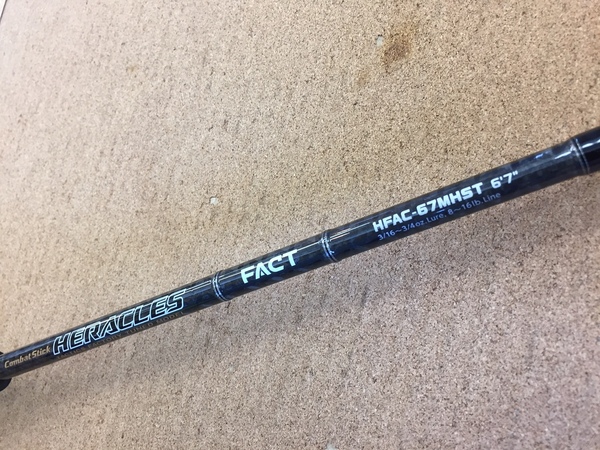 CombatStick HERACLES
FACT
HFAC-67MHST 6'7"
3/16~3/4oz.Lure, 8~16lb.Line